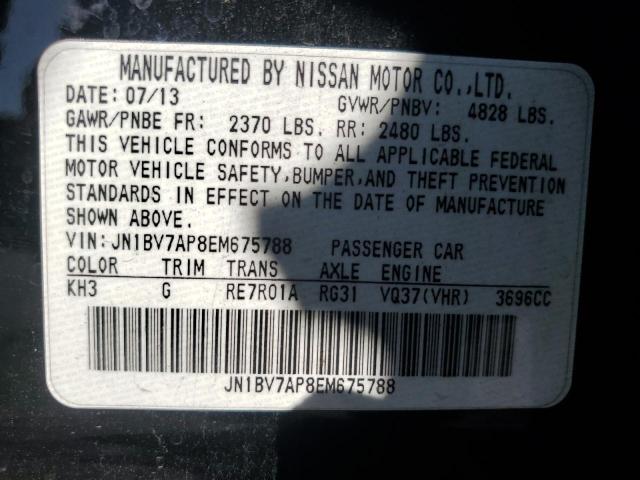 MANUFACTURED BY NISSAN MOTOR CO.,LTD.
DATE: 07/13 GVWR/PNBV: 4828 LBS.
GAWR/PNBE FR: 2370 LBS. RR: 2480 LBS.
THIS VEHICLE CONFORMS TO ALL APPLICABLE FEDERAL
MOTOR VEHICLE SAFETY,BUMPER,AND THEFT PREVENTION
STANDARDS IN EFFECT ON THE DATE OF MANUFACTURE
SHOWN ABOVE.
VIN: JN1BV7AP8EM675788 PASSENGER CAR
COLOR TRIM TRANS AXLE ENGINE
KH3 G RE7R01A RG31 VQ37(VHR) 3696CC
JN1BV7AP8EM675788